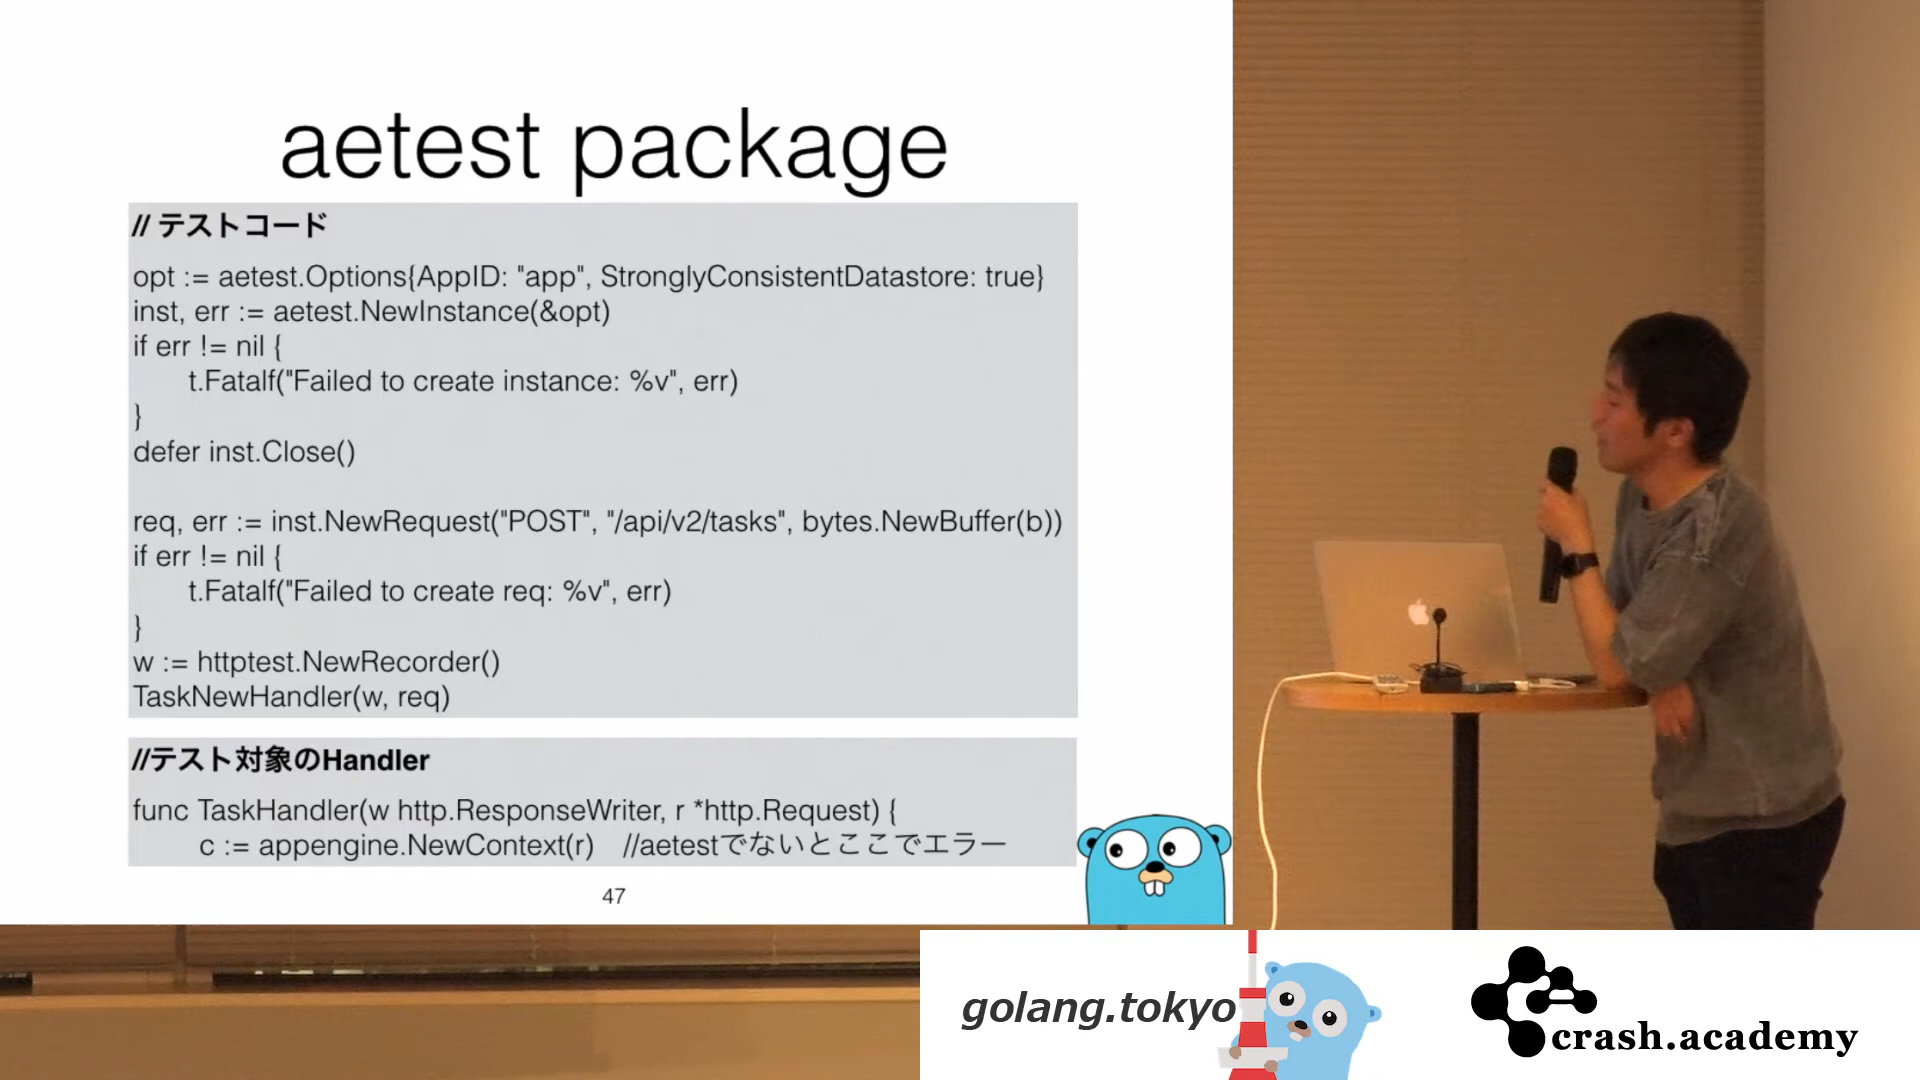 aetest package
// テストコード
opt := aetest.Options{AppID: "app", StronglyConsistentDatastore: true}
inst, err := aetest.NewInstance(&opt)
if err != nil {
t.Fatalf("Failed to create instance: %v", err)
}
defer inst.Close()
req, err := inst.NewRequest("POST", "/api/v2/tasks", bytes.NewBuffer(b))
if err != nil {
t.Fatalf("Failed to create req: %v", err)
}
w := httptest.NewRecorder()
TaskNewHandler(w, req)
//テスト対象のHandler
func TaskHandler(w http.ResponseWriter, r *http.Request) {
c := appengine.NewContext(r) //aetestでないとここでエラー
47
golang.tokyo
crash.academy